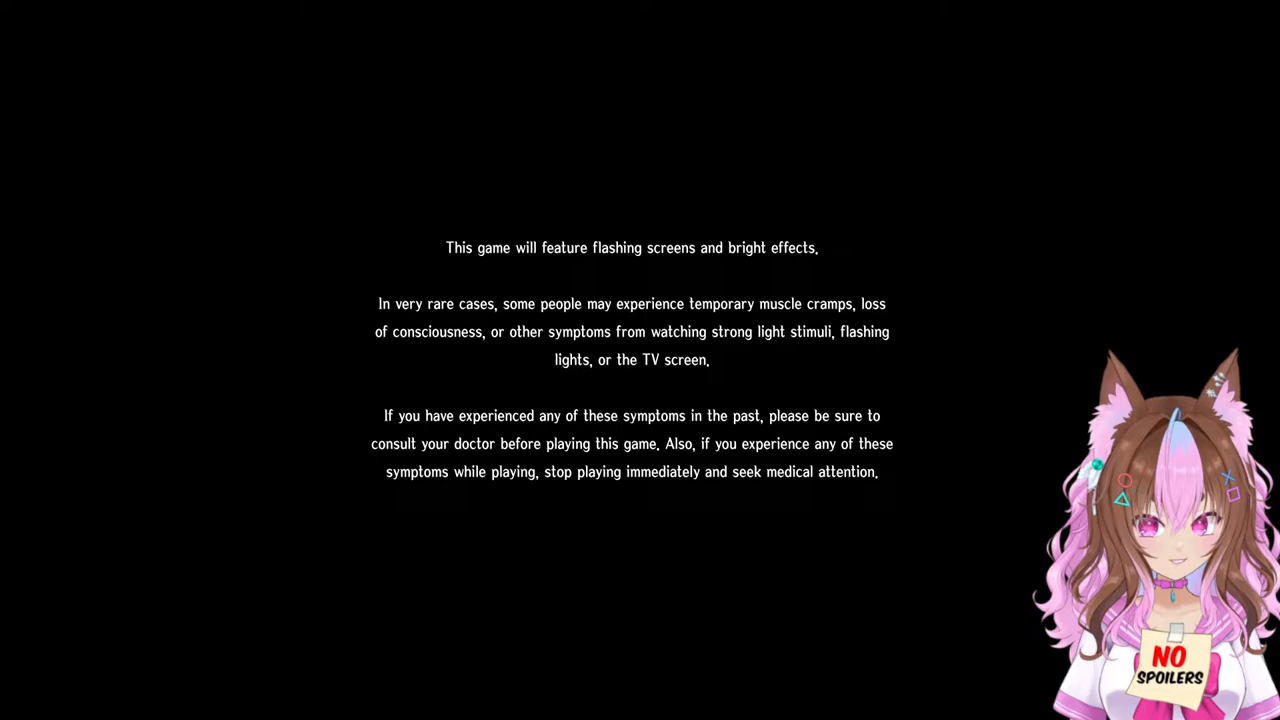 This game will feature flashing screens and bright effects.
In very rare cases, some people may experience temporary muscle cramps, loss
of consciousness, or other symptoms from watching strong light stimuli, flashing
lights, or the TV screen.
If you have experienced any of these symptoms in the past, please be sure to
consult your doctor before playing this game. Also, if you experience any of these
symptoms while playing, stop playing immediately and seek medical attention.
NO
SPOILERS